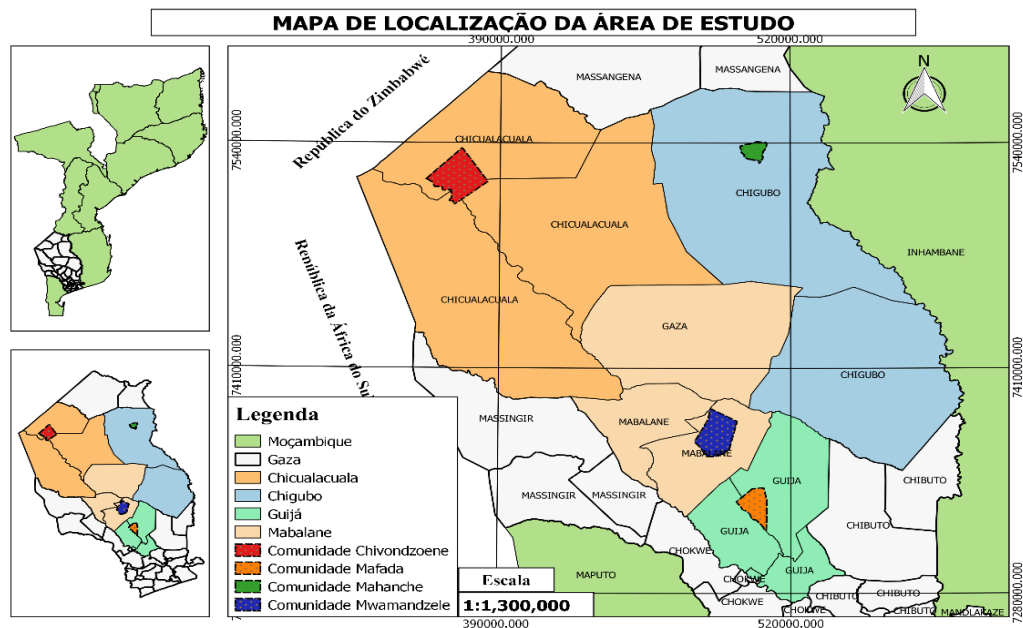 MAPA DE LOCALIZAÇÃO DA ÁREA DE ESTUDO
390000.000
520000.000
N
República do Zimbabwé
MASSANGENA
MASSANGENA
7540000.000
7540000.000
CHICUALACUALA
CHIGUBO
CHICUALACUALA
INHAMBANE
República da África do Sul
CHICUALACUALA
GAZA
7410000.000
7410000.000
CHIGUBO
MASSINGIR
MABALANE
MABALANE
GUIJA
CHIBUTO
MASSINGIR
MASSINGIR
CHIBUTO
GUIJA
CHOKWE
MAPUTO
CHOKWE
GUIJA
CHOKWE
CHIBUTO
CHIBUTO
CHOKWE
CHIBUTO
MANDLAKAZE
7280000.000
Legenda
Moçambique
Gaza
Chicualacuala
Chigubo
Guijá
Mabalane
Comunidade Chivondzoene
Comunidade Mafada
Comunidade Mahanche
Comunidade Mwamandzele
Escala
1:1,300,000
390000.000
520000.000